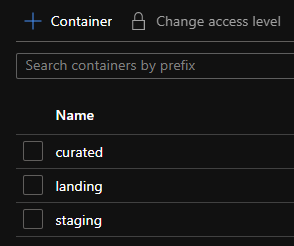 Container Change access level
Search containers by prefix
Name
curated
landing
staging